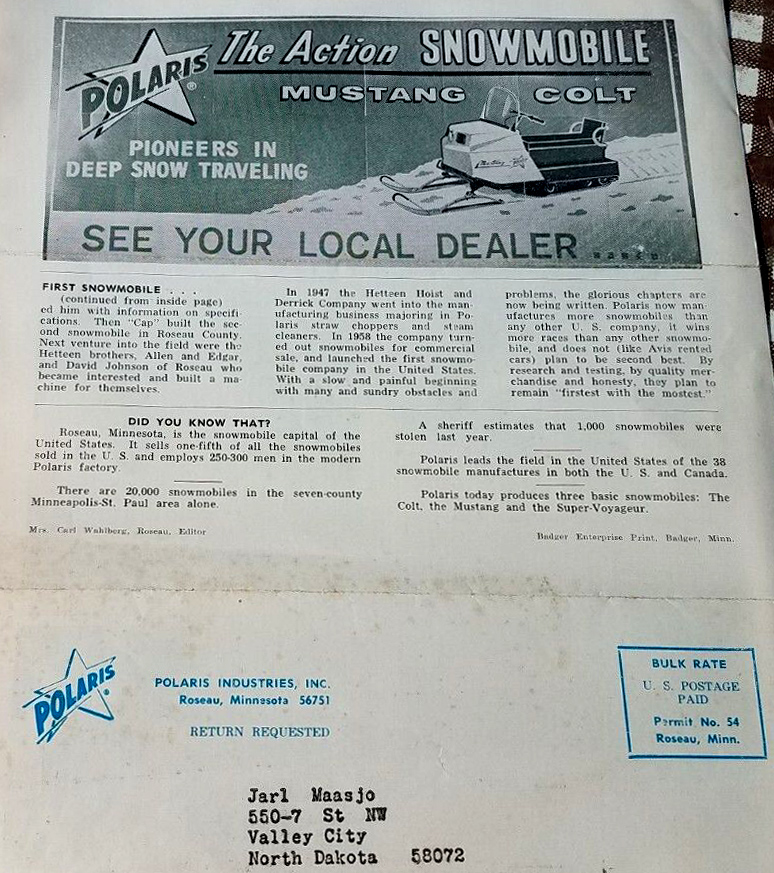 POLARIS®
The Action SNOWMOBILE
MUSTANG COLT
PIONEERS IN
DEEP SNOW TRAVELING
Mustang
SEE YOUR LOCAL DEALER
FIRST SNOWMOBILE . . .
(continued from inside page)
ed him with information on specifi
cations. Then "Cap" built the sec-
ond snowmobile in Roseau County.
Next venture into the field were the
Hetteen brothers, Allen and Edgar,
and David Johnson of Roseau who
became interested and built a ma-
chine for themselves.
In 1947 the Hetteen Hoist and
Derrick Company went into the man-
ufacturing business majoring in Po-
laris straw choppers and steam
cleaners. In 1958 the company turn-
ed out snowmobiles for commercial
sale, and launched the first snowmo-
bile company in the United States.
With a slow and painful beginning
with many and sundry obstacles and
problems, the glorious chapters are
now being written. Polaris now man-
ufactures more snowmobiles than
any other U. S. company, it wins
more races than any other snowmo-
bile, and does not (like Avis rented
cars) plan to be second best. By
research and testing, by quality mer-
chandise and honesty, they plan to
remain "firstest with the mostest."
DID YOU KNOW THAT?
Roseau, Minnesota, is the snowmobile capital of the
United States. It sells one-fifth of all the snowmobiles
sold in the U. S. and employs 250-300 men in the modern
Polaris factory.
There are 20,000 snowmobiles in the seven-county
Minneapolis-St. Paul area alone.
A sheriff estimates that 1,000 snowmobiles were
stolen last year.
Polaris leads the field in the United States of the 38
snowmobile manufactures in both the U. S. and Canada.
Polaris today produces three basic snowmobiles: The
Colt, the Mustang and the Super-Voyageur.
Mrs. Carl Wahlberg, Roseau, Editor
Badger Enterprise Print, Badger, Minn.
POLARIS
POLARIS INDUSTRIES, INC.
Roseau, Minnesota 56751
RETURN REQUESTED
BULK RATE
U. S. POSTAGE
PAID
Permit No. 54
Roseau, Minn.
Jarl Maasjo
550-7 St NW
Valley City
North Dakota 58072